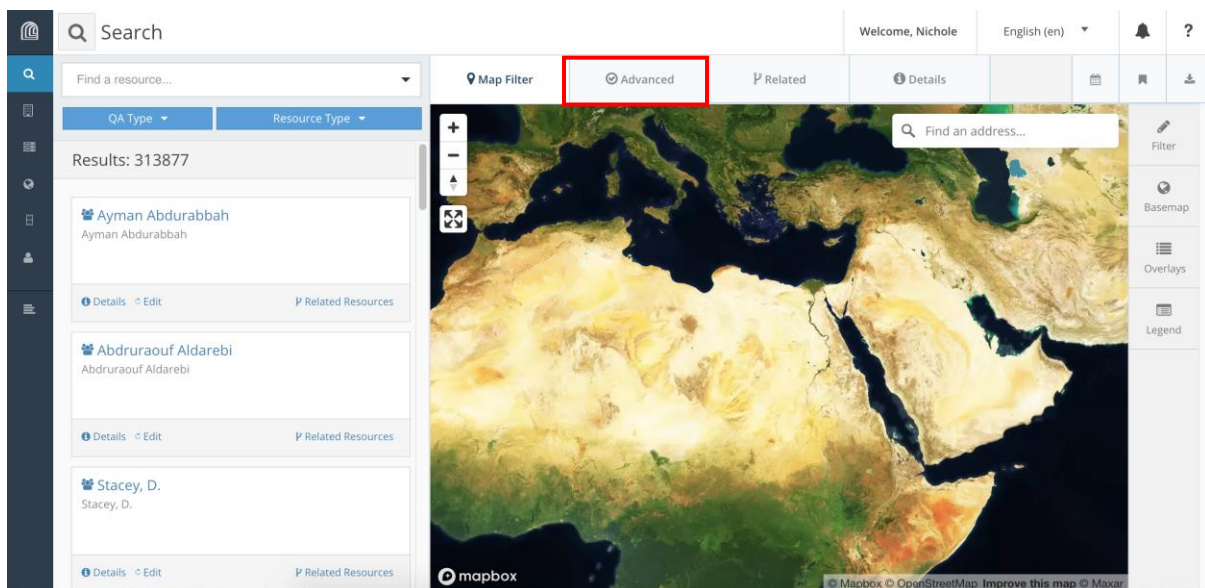 Search
Welcome, Nichole
English (en)
?
Find a resource...
Map Filter
Advanced
Related
Details
QA Type
Resource Type
Results: 313877
Ayman Abdurabbah
Ayman Abdurabbah
Details Edit Related Resources
Abdruraouf Aldarebi
Abdruraouf Aldarebi
Details Edit Related Resources
Stacey, D.
Stacey, D.
Details Edit Related Resources
+
−
Find an address...
Filter
Basemap
Overlays
Legend
mapbox
© Mapbox © OpenStreetMap Improve this map © Maxar